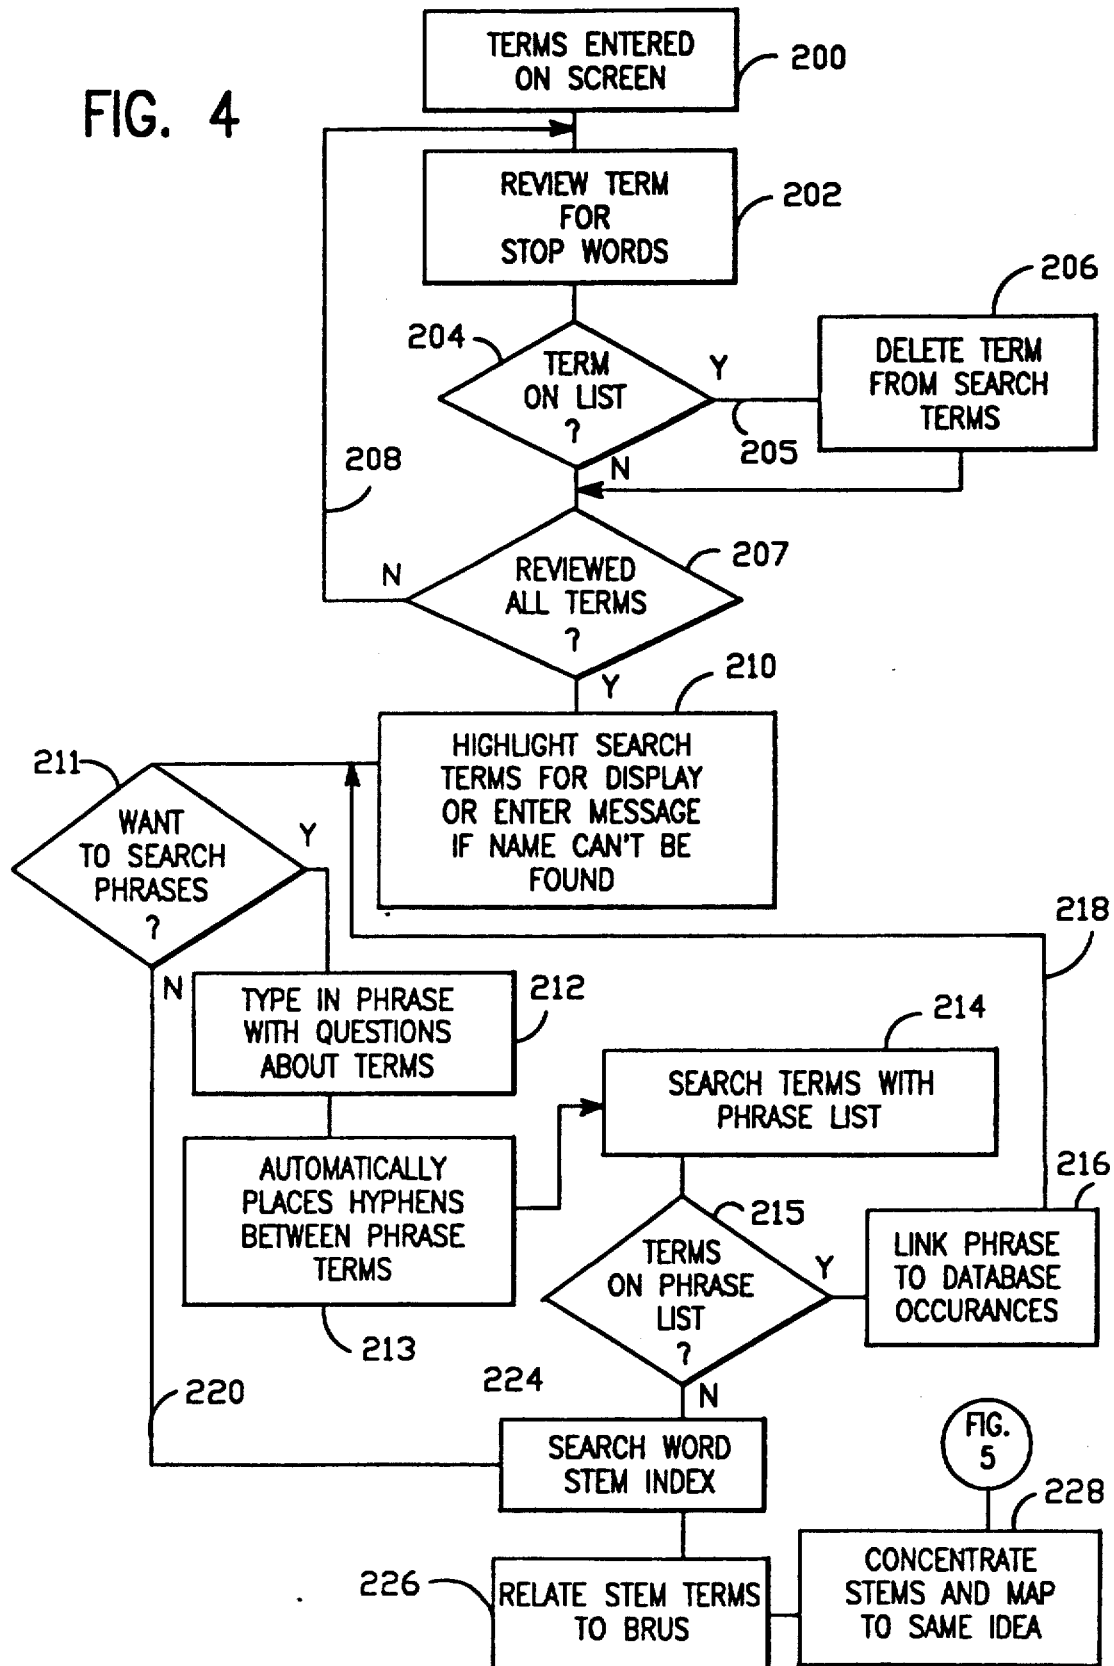 FIG. 4
TERMS ENTERED
ON SCREEN
200
REVIEW TERM
FOR
STOP WORDS
202
204
TERM
ON LIST
?
Y
205
206
DELETE TERM
FROM SEARCH
TERMS
N
208
207
REVIEWED
ALL TERMS
?
N
Y
210
HIGHLIGHT SEARCH
TERMS FOR DISPLAY
OR ENTER MESSAGE
IF NAME CAN'T BE
FOUND
211
WANT
TO SEARCH
PHRASES
?
Y
N
218
212
TYPE IN PHRASE
WITH QUESTIONS
ABOUT TERMS
214
SEARCH TERMS WITH
PHRASE LIST
AUTOMATICALLY
PLACES HYPHENS
BETWEEN PHRASE
TERMS
213
215
TERMS
ON PHRASE
LIST
?
Y
N
216
LINK PHRASE
TO DATABASE
OCCURANCES
220
224
SEARCH WORD
STEM INDEX
FIG.
5
226
RELATE STEM TERMS
TO BRUS
228
CONCENTRATE
STEMS AND MAP
TO SAME IDEA